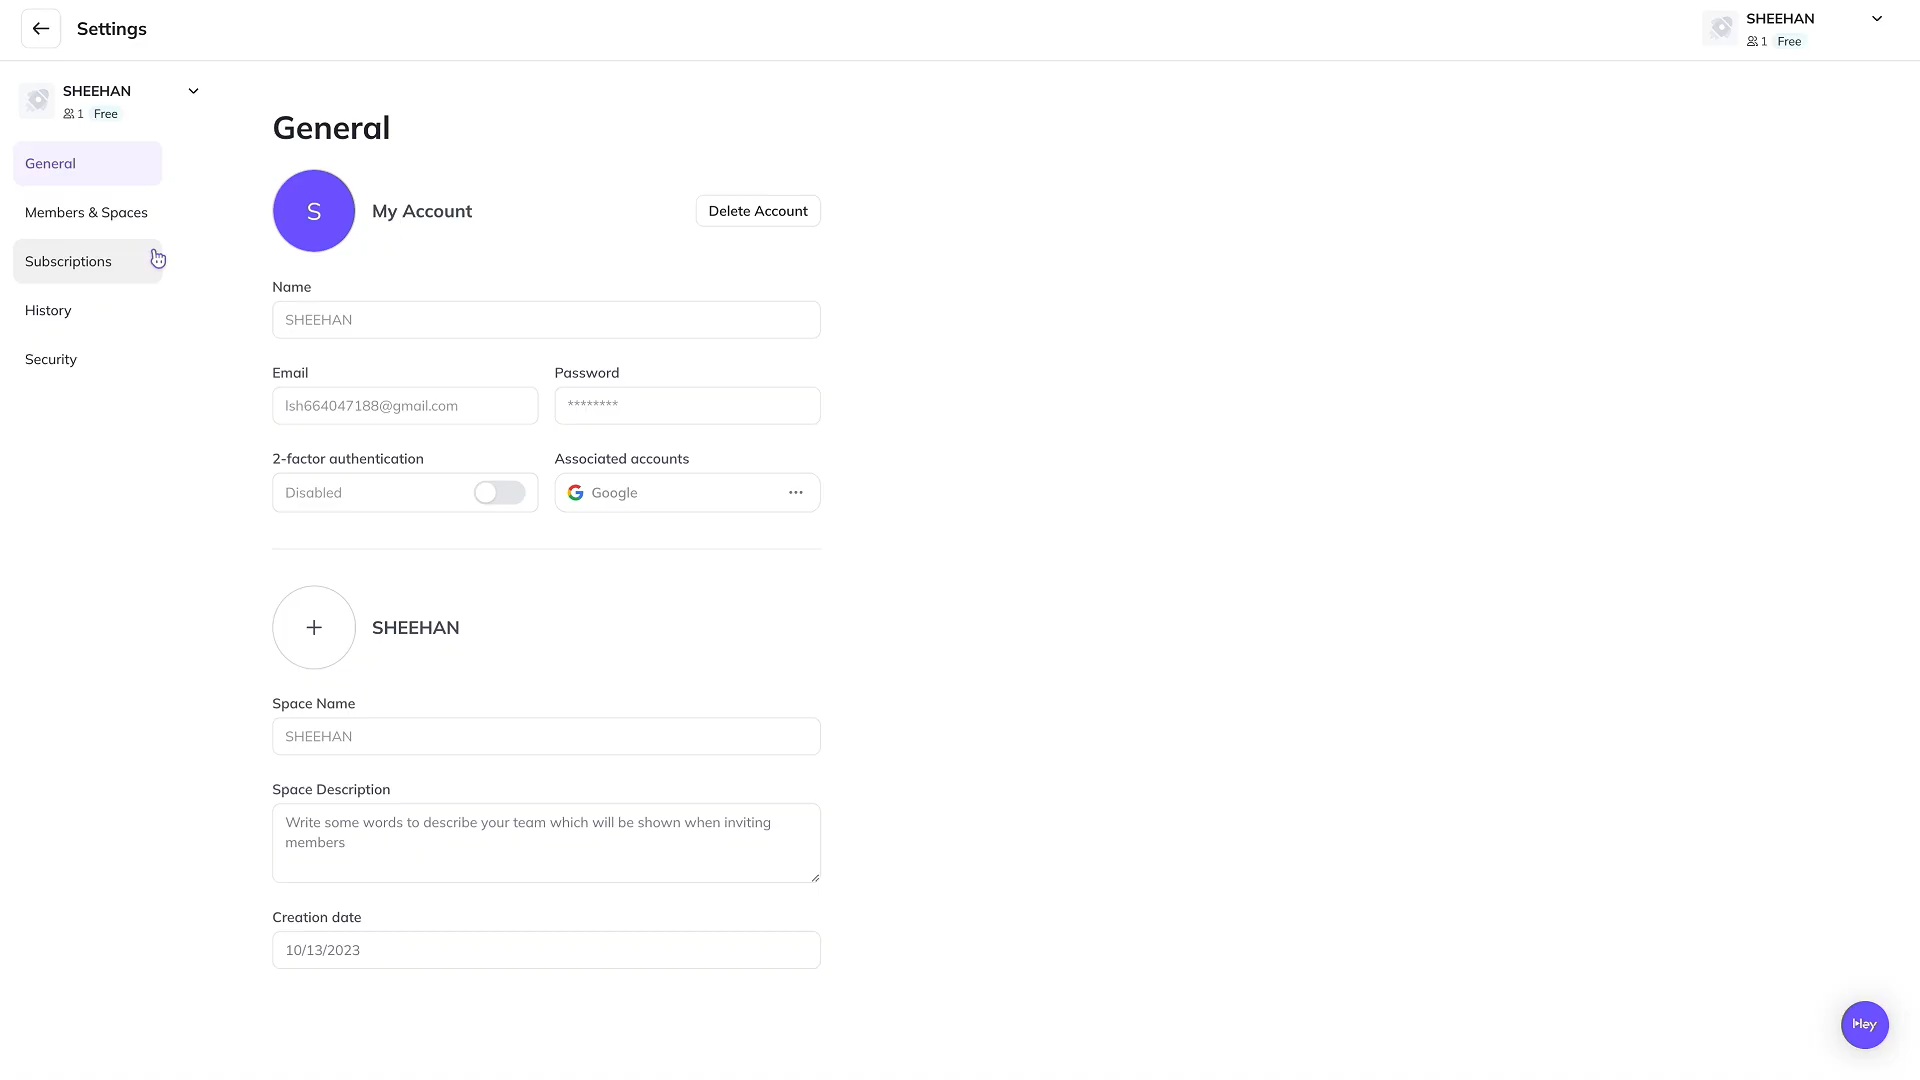 Settings
SHEEHAN
1 Free
SHEEHAN
1 Free
General
Members & Spaces
Subscriptions
History
Security
General
S
My Account
Delete Account
Name
SHEEHAN
Email
Password
lsh664047188@gmail.com
********
2-factor authentication
Associated accounts
Disabled
Google
SHEEHAN
Space Name
SHEEHAN
Space Description
Write some words to describe your team which will be shown when inviting
members
Creation date
10/13/2023
Hey